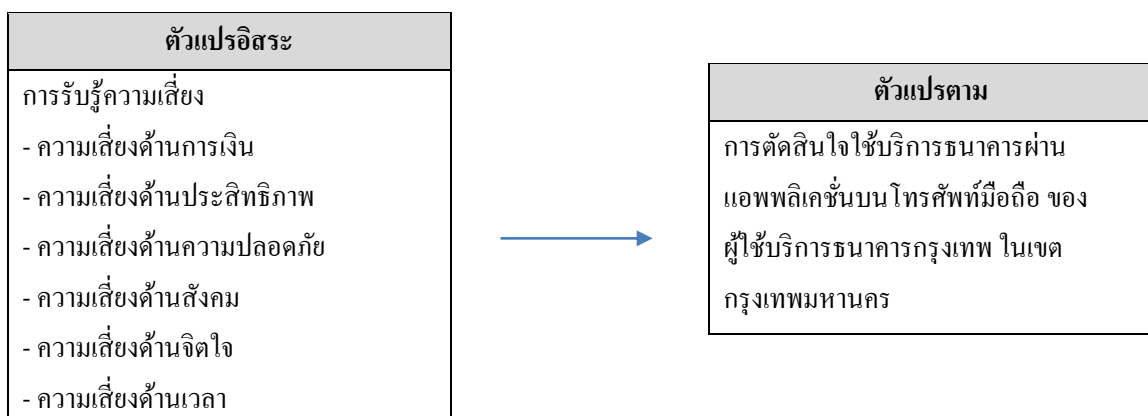 ตัวแปรอิสระ
การรับรู้ความเสี่ยง
- ความเสี่ยงด้านการเงิน
- ความเสี่ยงด้านประสิทธิภาพ
- ความเสี่ยงด้านความปลอดภัย
- ความเสี่ยงด้านสังคม
- ความเสี่ยงด้านจิตใจ
- ความเสี่ยงด้านเวลา
ตัวแปรตาม
การตัดสินใจใช้บริการธนาคารผ่าน
แอพพลิเคชั่นบนโทรศัพท์มือถือ ของ
ผู้ใช้บริการธนาคารกรุงเทพ ในเขต
กรุงเทพมหานคร